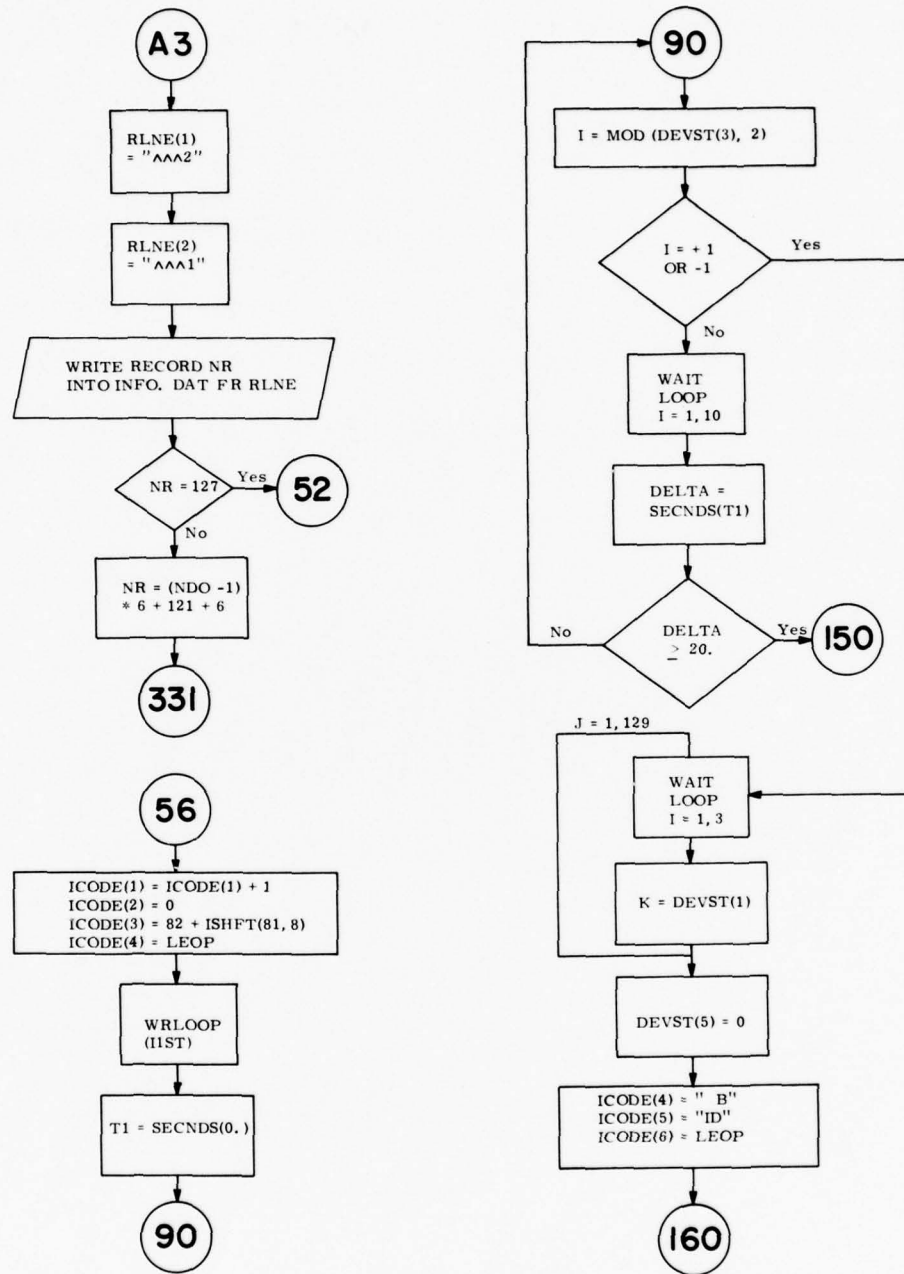 A3
RLNE(1)
= "^^^2"
RLNE(2)
= "^^^1"
WRITE RECORD NR
INTO INFO. DAT FR RLNE
NR = 127
Yes
52
No
NR = (NDO -1)
* 6 + 121 + 6
331
56
ICODE(1) = ICODE(1) + 1
ICODE(2) = 0
ICODE(3) = 82 + ISHFT(81, 8)
ICODE(4) = LEOP
WRLOOP
(I1ST)
T1 = SECNDS(0. )
90
90
I = MOD (DEVST(3), 2)
I = + 1
OR -1
Yes
No
WAIT
LOOP
I = 1, 10
DELTA =
SECNDS(T1)
DELTA
≥ 20.
No
Yes
150
J = 1, 129
WAIT
LOOP
I = 1, 3
K = DEVST(1)
DEVST(5) = 0
ICODE(4) = " B"
ICODE(5) = "ID"
ICODE(6) = LEOP
160